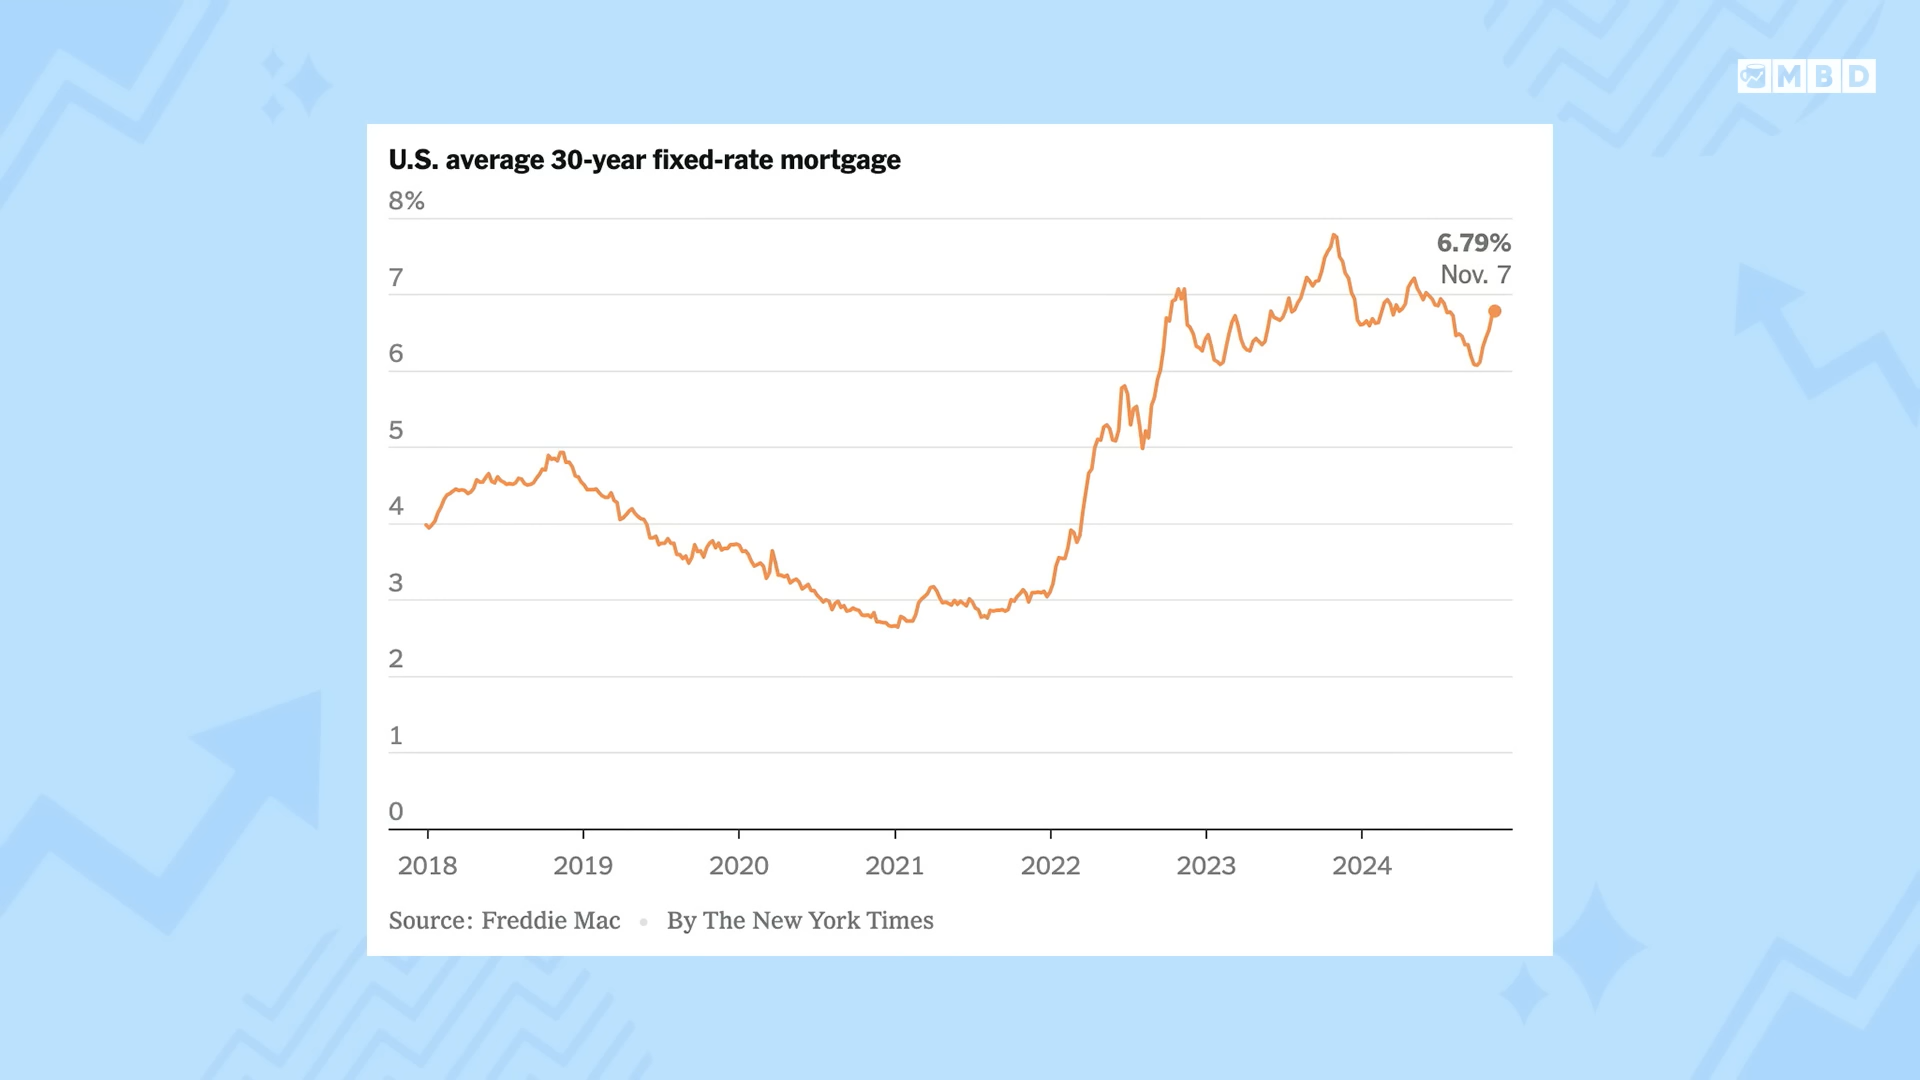 MBD
U.S. average 30-year fixed-rate mortgage
8%
6.79%
Nov. 7
7
6
5
4
3
2
1
0
2018 2019 2020 2021 2022 2023 2024
Source: Freddie Mac • By The New York Times